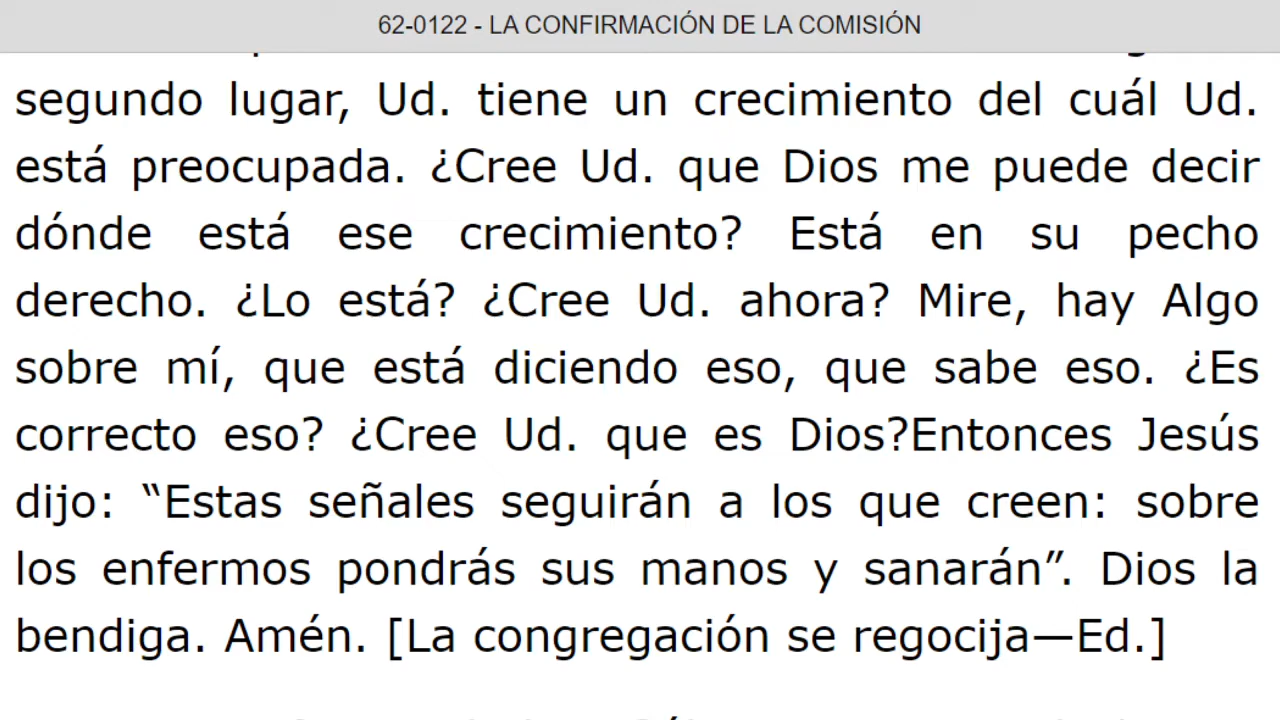 62-0122 - LA CONFIRMACIÓN DE LA COMISIÓN
segundo lugar, Ud. tiene un crecimiento del cuál Ud.
está preocupada. ¿Cree Ud. que Dios me puede decir
dónde está ese crecimiento? Está en su pecho
derecho. ¿Lo está? ¿Cree Ud. ahora? Mire, hay Algo
sobre mí, que está diciendo eso, que sabe eso. ¿Es
correcto eso? ¿Cree Ud. que es Dios?Entonces Jesús
dijo: “Estas señales seguirán a los que creen: sobre
los enfermos pondrás sus manos y sanarán”. Dios la
bendiga. Amén. [La congregación se regocija—Ed.]